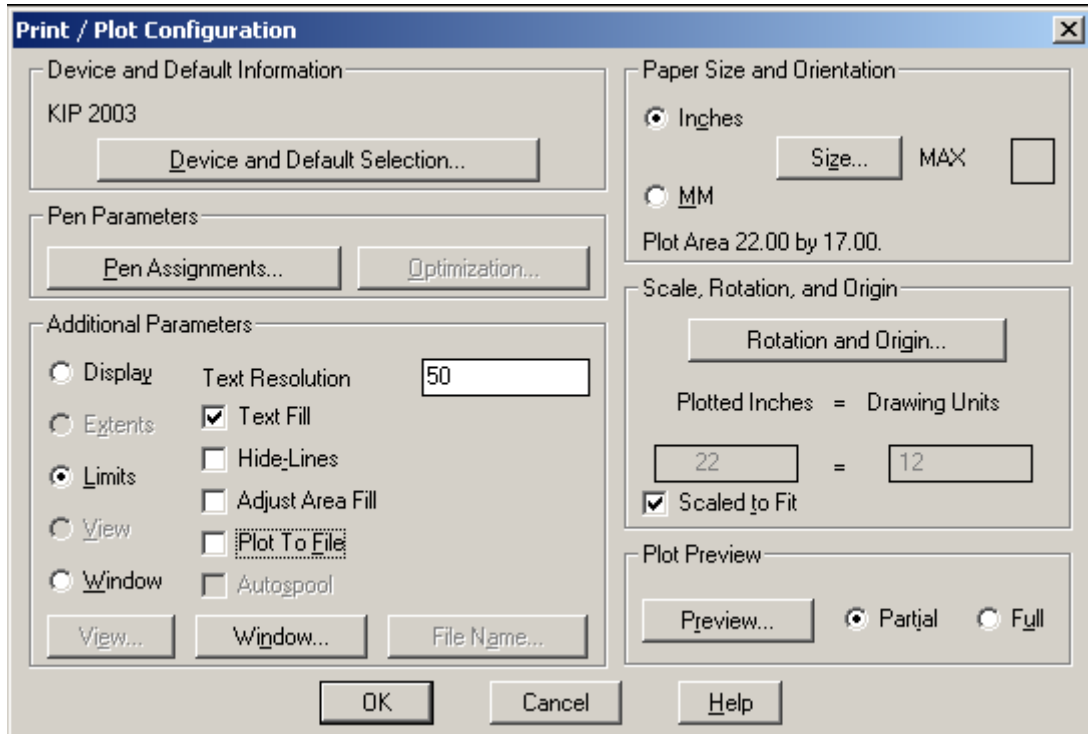 Print / Plot Configuration
Device and Default Information
KIP 2003
Device and Default Selection...
Pen Parameters
Pen Assignments...
Optimization...
Additional Parameters
Display
Text Resolution
50
Extents
Text Fill
Hide-Lines
Limits
Adjust Area Fill
View
Plot To File
Window
Autospool
View...
Window...
File Name...
Paper Size and Orientation
Inches
Size...
MAX
MM
Plot Area 22.00 by 17.00.
Scale, Rotation, and Origin
Rotation and Origin...
Plotted Inches = Drawing Units
22 = 12
Scaled to Fit
Plot Preview
Preview...
Partial
Full
OK
Cancel
Help